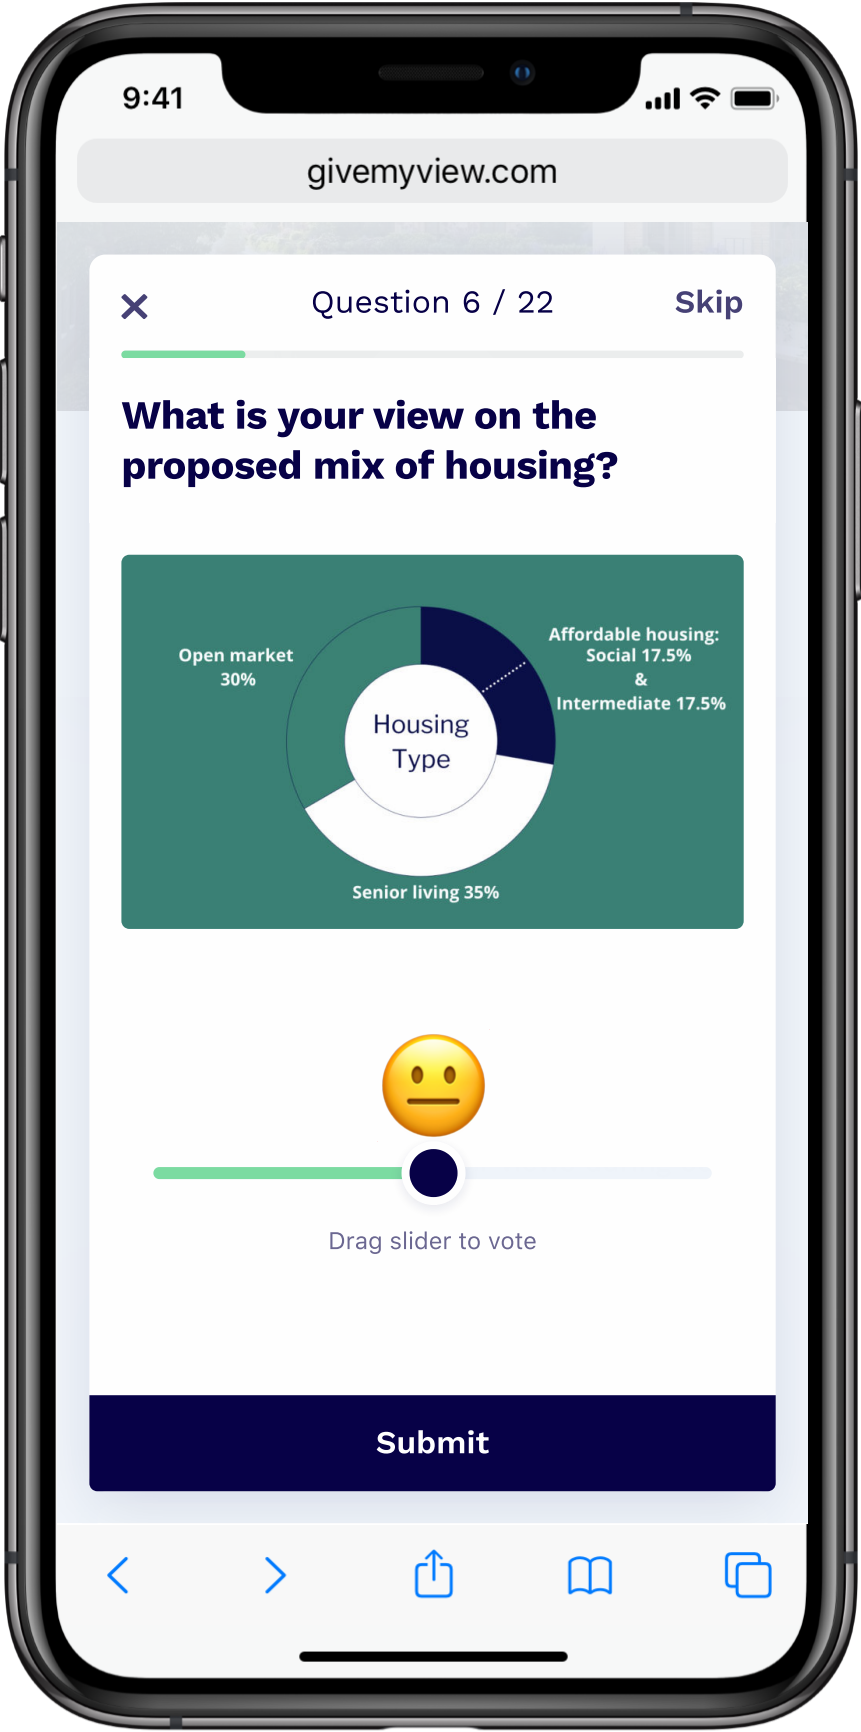 9:41
givemyview.com
Question 6 / 22
Skip
What is your view on the
proposed mix of housing?
Open market
30%
Affordable housing:
Social 17.5%
&
Intermediate 17.5%
Housing
Type
Senior living 35%
Drag slider to vote
Submit